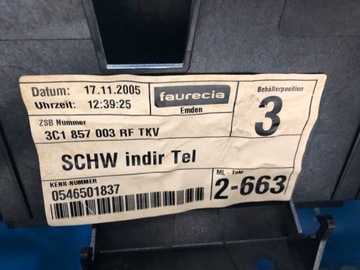 Datum: 17.11.2005
Uhrzeit: 12:39:25
faurecia
Emden
Behälterposition
3
ZSB Nummer
3C1 857 003 RF TKV
SCHW indir Tel
KENN-NUMMER
0546501837
ML-Takt
2-663